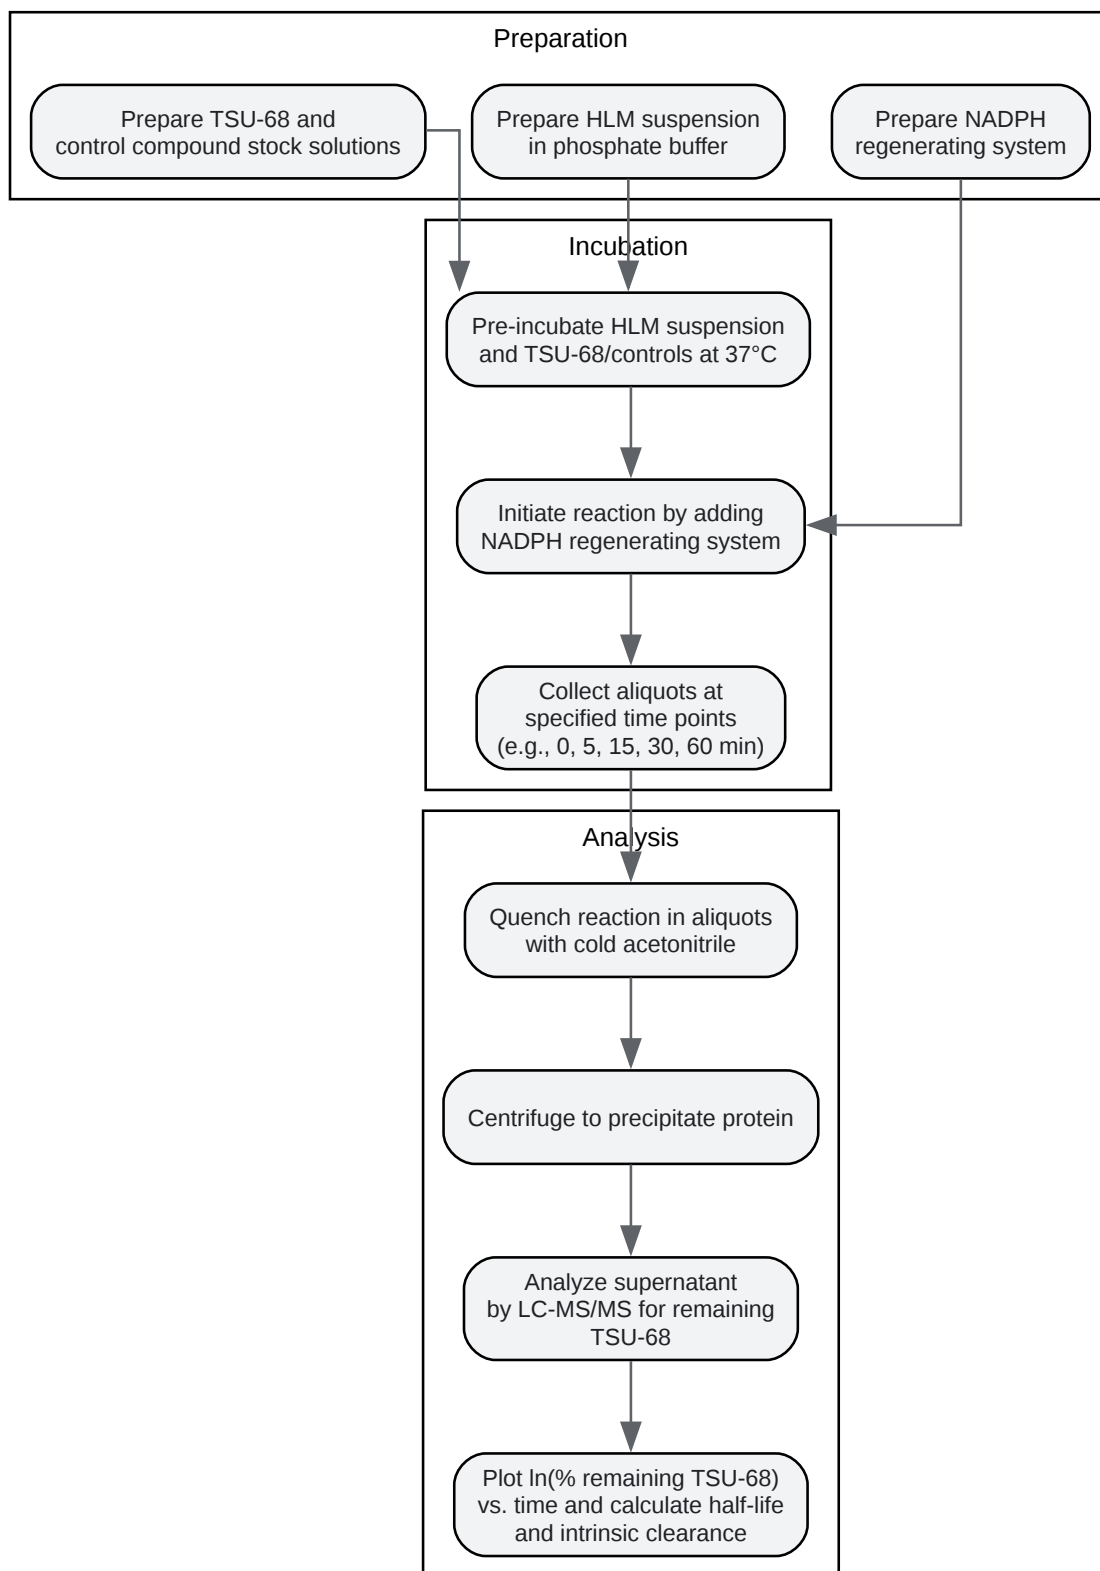 Preparation
Prepare TSU-68 and
control compound stock solutions
Prepare HLM suspension
in phosphate buffer
Prepare NADPH
regenerating system
Incubation
Pre-incubate HLM suspension
and TSU-68/controls at 37°C
Initiate reaction by adding
NADPH regenerating system
Collect aliquots at
specified time points
(e.g., 0, 5, 15, 30, 60 min)
Analysis
Quench reaction in aliquots
with cold acetonitrile
Centrifuge to precipitate protein
Analyze supernatant
by LC-MS/MS for remaining
TSU-68
Plot ln(% remaining TSU-68)
vs. time and calculate half-life
and intrinsic clearance